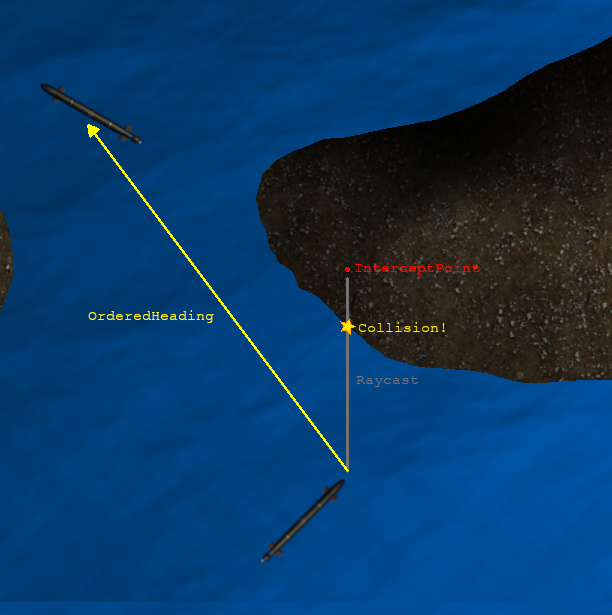 InterceptPoint
OrderedHeading
Collision!
Raycast